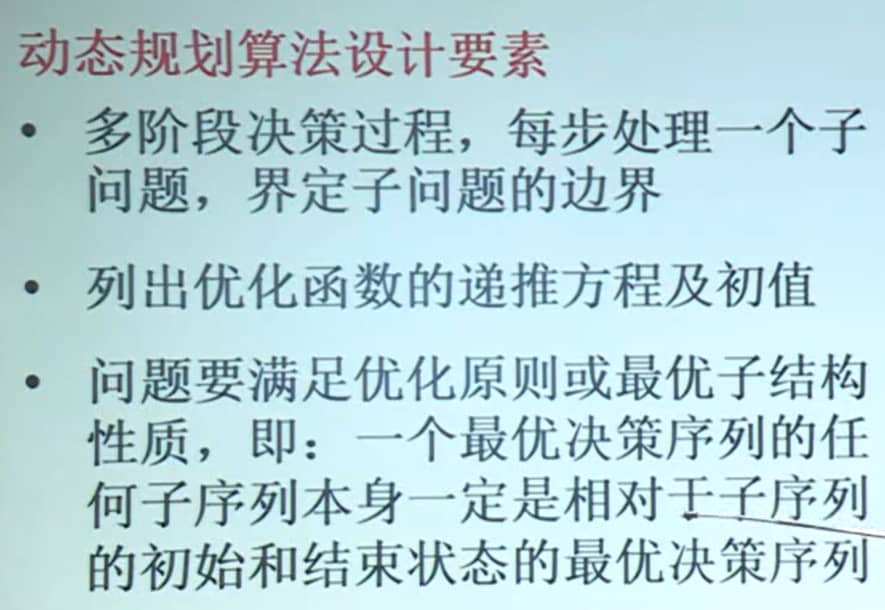 动态规划算法设计要素
• 多阶段决策过程，每步处理一个子
问题，界定子问题的边界
• 列出优化函数的递推方程及初值
• 问题要满足优化原则或最优子结构
性质，即：一个最优决策序列的任
何子序列本身一定是相对于子序列
的初始和结束状态的最优决策序列